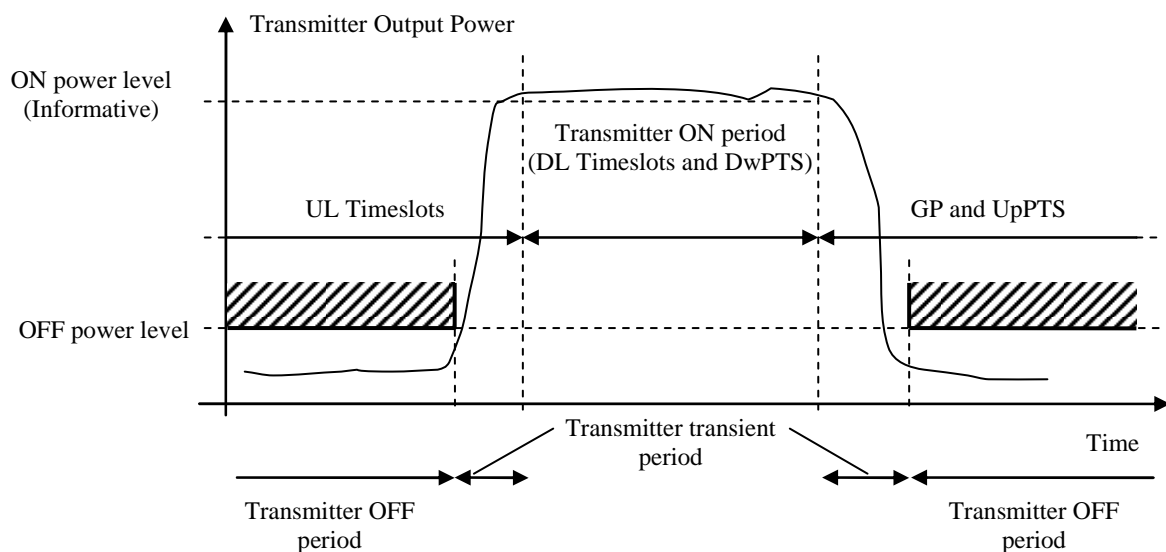 Transmitter Output Power
ON power level
(Informative)
Transmitter ON period
(DL Timeslots and DwPTS)
UL Timeslots
GP and UpPTS
OFF power level
Transmitter transient
period
Time
Transmitter OFF
period
Transmitter OFF
period